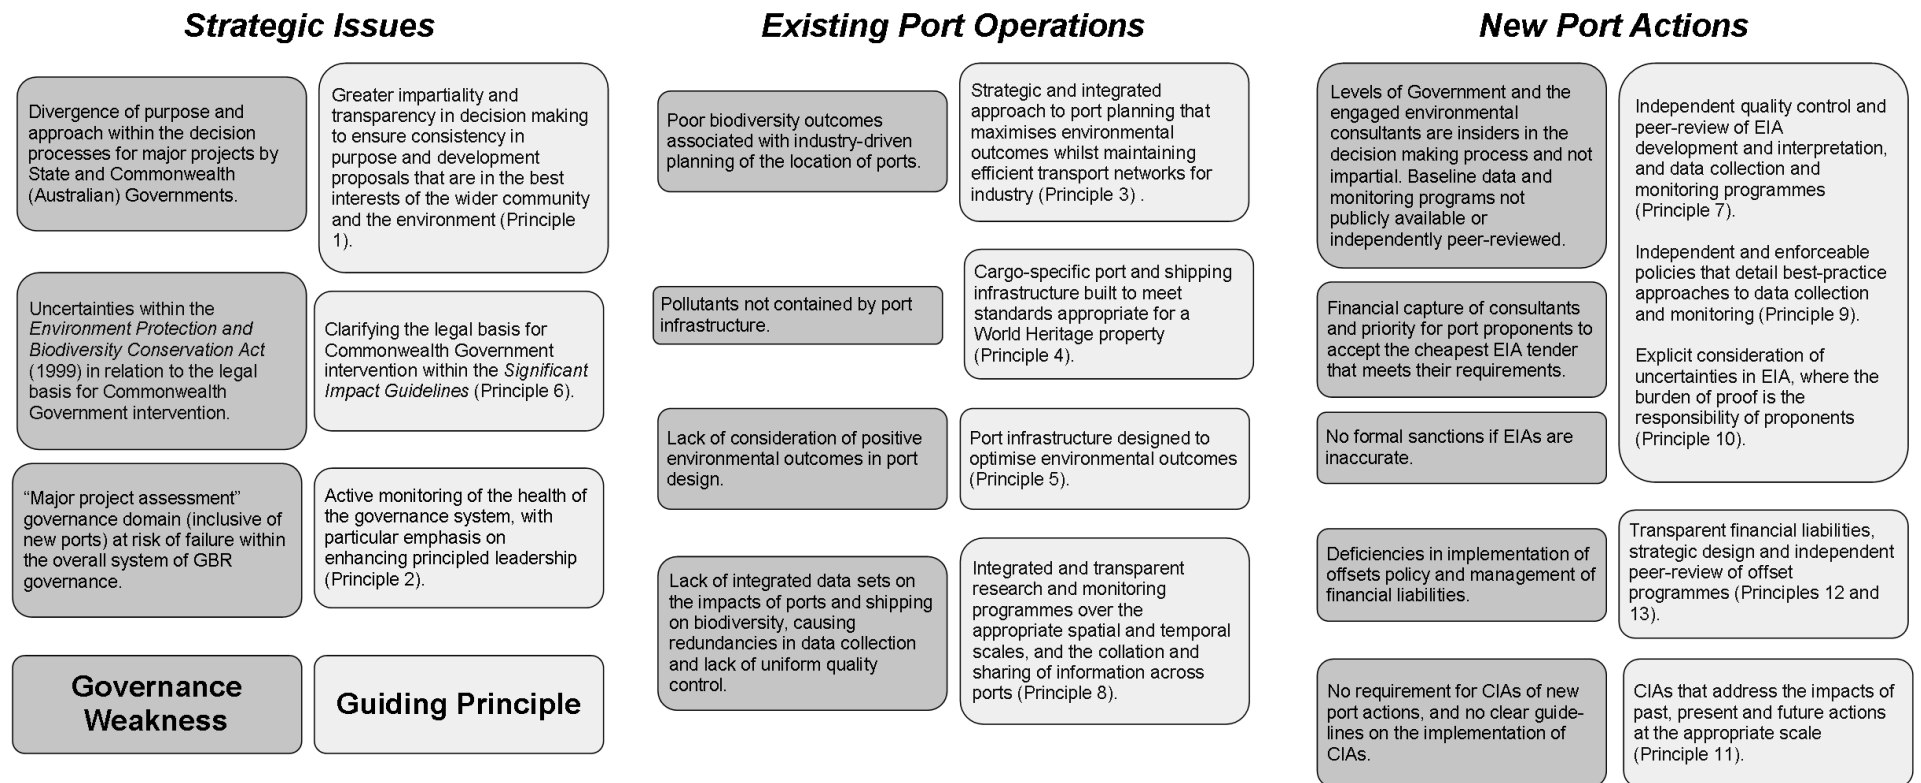 Strategic Issues
Divergence of purpose and
approach within the decision
processes for major projects by
State and Commonwealth
(Australian) Governments.
Greater impartiality and
transparency in decision making
to ensure consistency in
purpose and development
proposals that are in the best
interests of the wider community
and the environment (Principle
1).
Uncertainties within the
Environment Protection and
Biodiversity Conservation Act
(1999) in relation to the legal
basis for Commonwealth
Government intervention.
Clarifying the legal basis for
Commonwealth Government
intervention within the Significant
Impact Guidelines (Principle 6).
“Major project assessment”
governance domain (inclusive of
new ports) at risk of failure within
the overall system of GBR
governance.
Active monitoring of the health of
the governance system, with
particular emphasis on
enhancing principled leadership
(Principle 2).
Governance
Weakness
Guiding Principle
Existing Port Operations
Poor biodiversity outcomes
associated with industry-driven
planning of the location of ports.
Strategic and integrated
approach to port planning that
maximises environmental
outcomes whilst maintaining
efficient transport networks for
industry (Principle 3) .
Pollutants not contained by port
infrastructure.
Cargo-specific port and shipping
infrastructure built to meet
standards appropriate for a
World Heritage property
(Principle 4).
Lack of consideration of positive
environmental outcomes in port
design.
Port infrastructure designed to
optimise environmental outcomes
(Principle 5).
Lack of integrated data sets on
the impacts of ports and shipping
on biodiversity, causing
redundancies in data collection
and lack of uniform quality
control.
Integrated and transparent
research and monitoring
programmes over the
appropriate spatial and temporal
scales, and the collation and
sharing of information across
ports (Principle 8).
New Port Actions
Levels of Government and the
engaged environmental
consultants are insiders in the
decision making process and not
impartial. Baseline data and
monitoring programs not
publicly available or
independently peer-reviewed.
Financial capture of consultants
and priority for port proponents to
accept the cheapest EIA tender
that meets their requirements.
No formal sanctions if EIAs are
inaccurate.
Independent quality control and
peer-review of EIA
development and interpretation,
and data collection and
monitoring programmes
(Principle 7).
Independent and enforceable
policies that detail best-practice
approaches to data collection
and monitoring (Principle 9).
Explicit consideration of
uncertainties in EIA, where the
burden of proof is the
responsibility of proponents
(Principle 10).
Deficiencies in implementation of
offsets policy and management of
financial liabilities.
Transparent financial liabilities,
strategic design and independent
peer-review of offset
programmes (Principles 12 and
13).
No requirement for CIAs of new
port actions, and no clear guide-
lines on the implementation of
CIAs.
CIAs that address the impacts of
past, present and future actions
at the appropriate scale
(Principle 11).